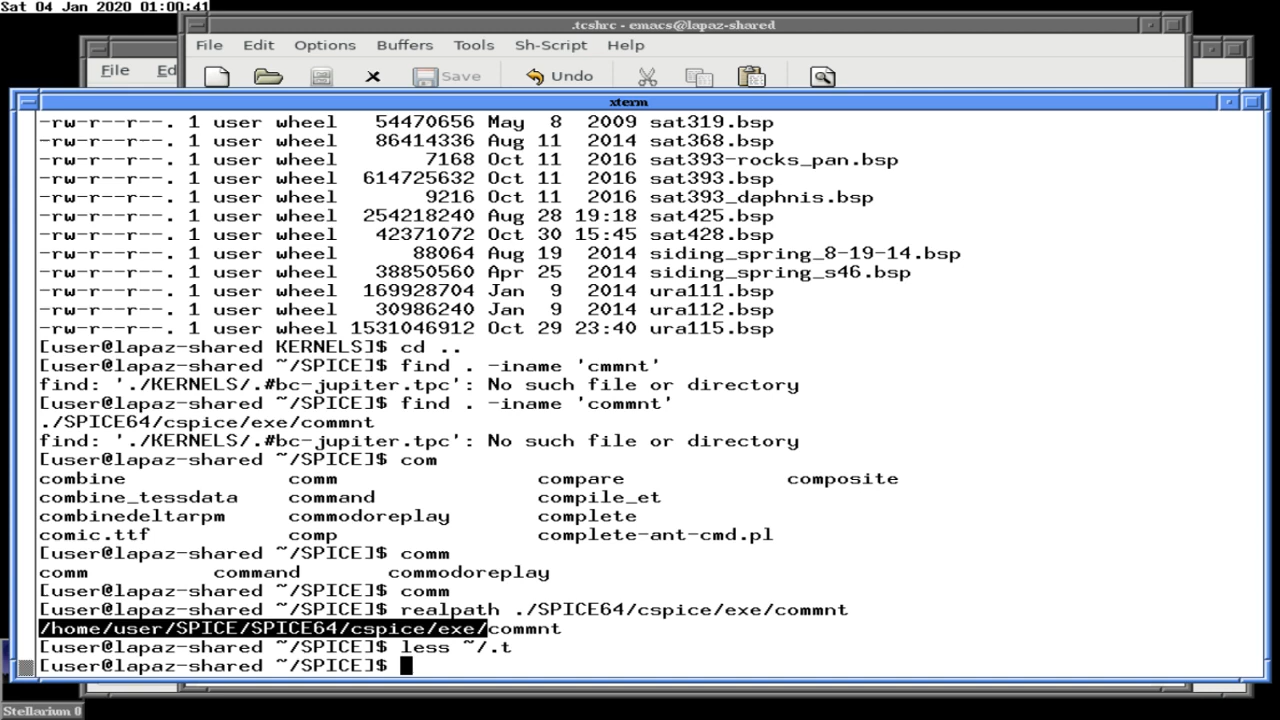 Sat 04 Jan 2020 01:00:41
.tcshrc - emacs@lapaz-shared
File Edit Options Buffers Tools Sh-Script Help
File Ed
Save Undo
xterm
-rw-r--r--. 1 user wheel 54470656 May 8 2009 sat319.bsp
-rw-r--r--. 1 user wheel 86414336 Aug 11 2014 sat368.bsp
-rw-r--r--. 1 user wheel 7168 Oct 11 2016 sat393-rocks_pan.bsp
-rw-r--r--. 1 user wheel 614725632 Oct 11 2016 sat393.bsp
-rw-r--r--. 1 user wheel 9216 Oct 11 2016 sat393_daphnis.bsp
-rw-r--r--. 1 user wheel 254218240 Aug 28 19:18 sat425.bsp
-rw-r--r--. 1 user wheel 42371072 Oct 30 15:45 sat428.bsp
-rw-r--r--. 1 user wheel 88064 Aug 19 2014 siding_spring_8-19-14.bsp
-rw-r--r--. 1 user wheel 38850560 Apr 25 2014 siding_spring_s46.bsp
-rw-r--r--. 1 user wheel 169928704 Jan 9 2014 ura111.bsp
-rw-r--r--. 1 user wheel 30986240 Jan 9 2014 ura112.bsp
-rw-r--r--. 1 user wheel 1531046912 Oct 29 23:40 ura115.bsp
[user@lapaz-shared KERNELS]$ cd ..
[user@lapaz-shared ~/SPICE]$ find . -iname 'cmmnt'
find: './KERNELS/.#bc-jupiter.tpc': No such file or directory
[user@lapaz-shared ~/SPICE]$ find . -iname 'commnt'
./SPICE64/cspice/exe/commnt
find: './KERNELS/.#bc-jupiter.tpc': No such file or directory
[user@lapaz-shared ~/SPICE]$ com
combine comm compare composite
combine_tessdata command compile_et
combinedeltarpm commodoreplay complete
comic.ttf comp complete-ant-cmd.pl
[user@lapaz-shared ~/SPICE]$ comm
comm command commodoreplay
[user@lapaz-shared ~/SPICE]$ comm
[user@lapaz-shared ~/SPICE]$ realpath ./SPICE64/cspice/exe/commnt
/home/user/SPICE/SPICE64/cspice/exe/commnt
[user@lapaz-shared ~/SPICE]$ less ~/.t
[user@lapaz-shared ~/SPICE]$
Stellarium 0